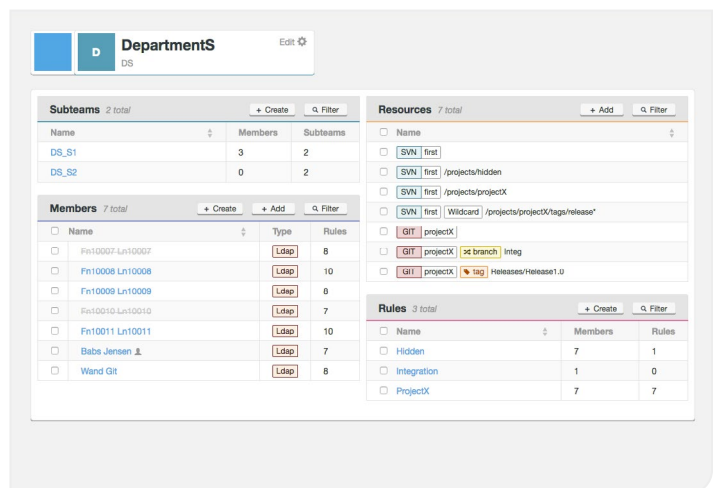 D
DepartmentS
Edit
DS
Subteams 2 total + Create Filter
Name Members Subteams
DS_S1 3 2
DS_S2 0 2
Members 7 total + Create + Add Filter
Name Type Rules
Fn10007 Ln10007 Ldap 8
Fn10008 Ln10008 Ldap 10
Fn10009 Ln10009 Ldap 8
Fn10010 Ln10010 Ldap 7
Fn10011 Ln10011 Ldap 10
Babs Jensen Ldap 7
Wand Git Ldap 8
Resources 7 total + Add Filter
Name
SVN first
SVN first /projects/hidden
SVN first /projects/projectX
SVN first Wildcard /projects/projectX/tags/release*
GIT projectX
GIT projectX branch Integ
GIT projectX tag Releases/Release1.0
Rules 3 total + Create Filter
Name Members Rules
Hidden 7 1
Integration 1 0
ProjectX 7 7